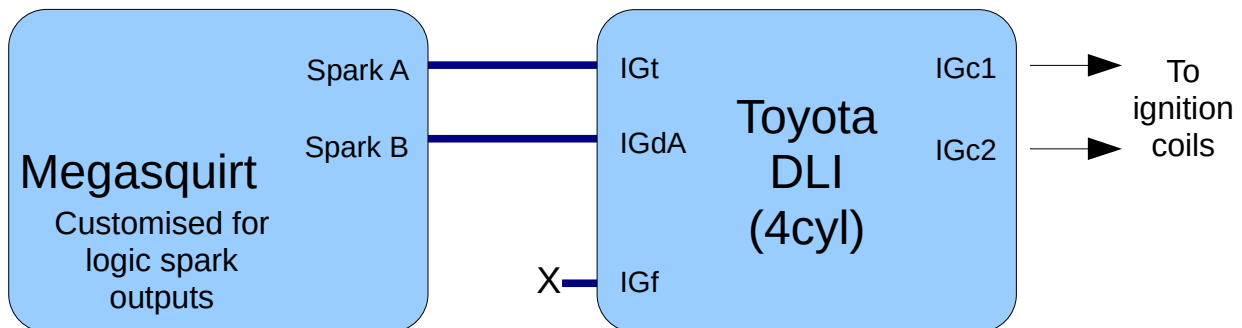 Spark A
Spark B
Megasquirt
Customised for
logic spark
outputs
X
IGt
IGdA
IGf
Toyota
DLI
(4cyl)
IGc1
IGc2
To
ignition
coils